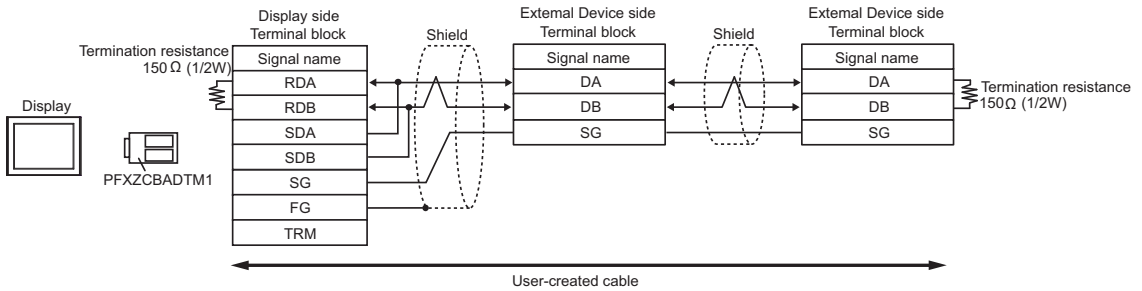 Display
PFXZCBADTM1
Termination resistance
150 Ω (1/2W)
Display side
Terminal block
Signal name
RDA
RDB
SDA
SDB
SG
FG
TRM
Shield
External Device side
Terminal block
Signal name
DA
DB
SG
Shield
External Device side
Terminal block
Signal name
DA
DB
SG
Termination resistance
150Ω (1/2W)
User-created cable